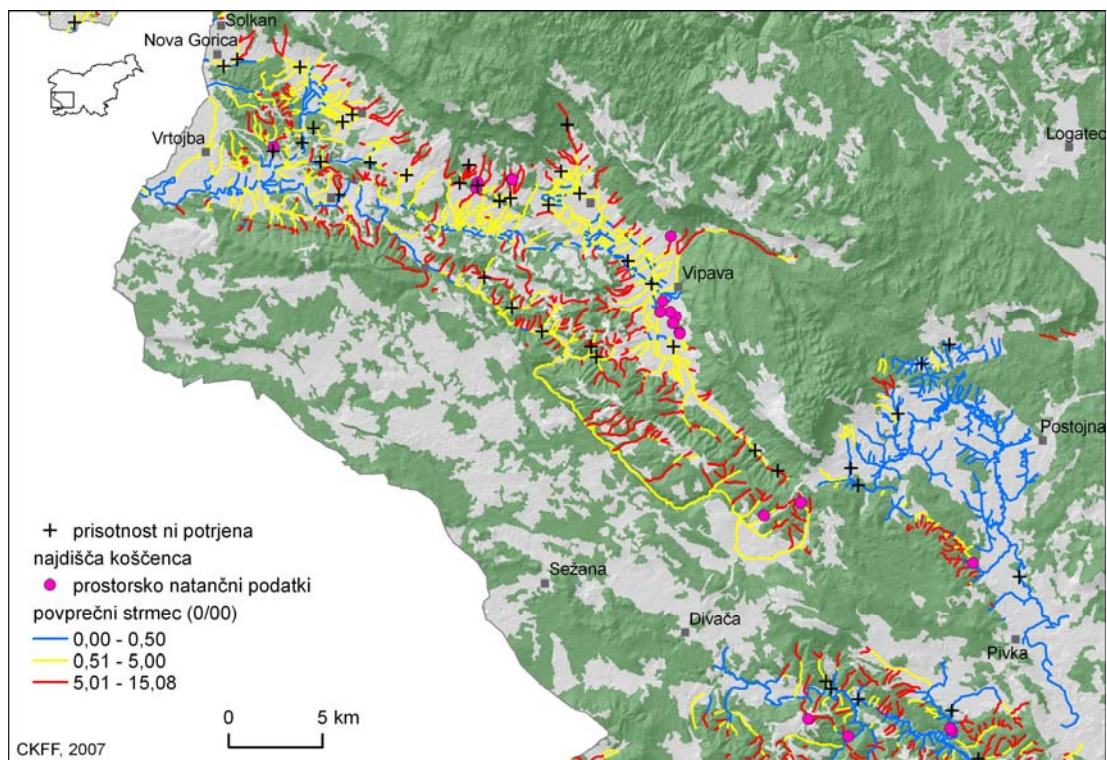 Solkan
Nova Gorica
Vrtojba
Logatec
Vipava
Postojna
Sežana
Divača
Pivka
prisotnost ni potrjena
najdišča koščenca
prostorsko natančni podatki
povprečni strmec (0/00)
0,00 - 0,50
0,51 - 5,00
5,01 - 15,08
0 5 km
CKFF, 2007